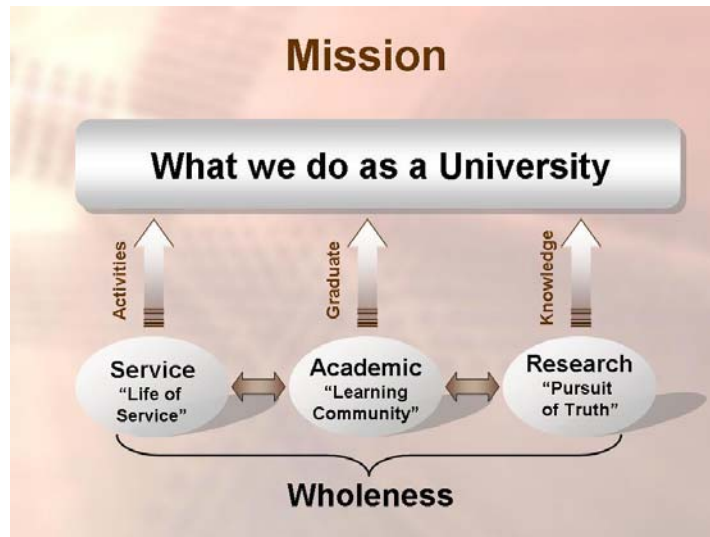 Mission
What we do as a University
Activities
Graduate
Knowledge
Service
“Life of
Service”
Academic
“Learning
Community”
Research
“Pursuit
of Truth”
Wholeness